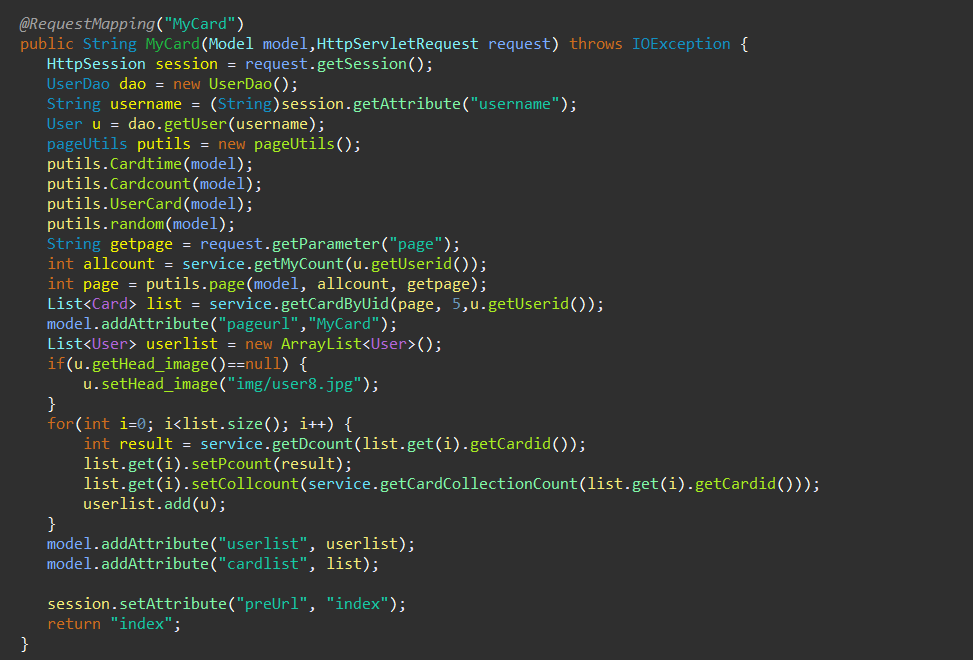 @RequestMapping("MyCard")
public String MyCard(Model model,HttpServletRequest request) throws IOException {
   HttpSession session = request.getSession();
   UserDao dao = new UserDao();
   String username = (String)session.getAttribute("username");
   User u = dao.getUser(username);
   pageUtils putils = new pageUtils();
   putils.Cardtime(model);
   putils.Cardcount(model);
   putils.UserCard(model);
   putils.random(model);
   String getpage = request.getParameter("page");
   int allcount = service.getMyCount(u.getUserid());
   int page = putils.page(model, allcount, getpage);
   List<Card> list = service.getCardByUid(page, 5,u.getUserid());
   model.addAttribute("pageurl","MyCard");
   List<User> userlist = new ArrayList<User>();
   if(u.getHead_image()==null) {
       u.setHead_image("img/user8.jpg");
   }
   for(int i=0; i<list.size(); i++) {
       int result = service.getDcount(list.get(i).getCardid());
       list.get(i).setPcount(result);
       list.get(i).setCollcount(service.getCardCollectionCount(list.get(i).getCardid()));
       userlist.add(u);
   }
   model.addAttribute("userlist", userlist);
   model.addAttribute("cardlist", list);

   session.setAttribute("preUrl", "index");
   return "index";
}